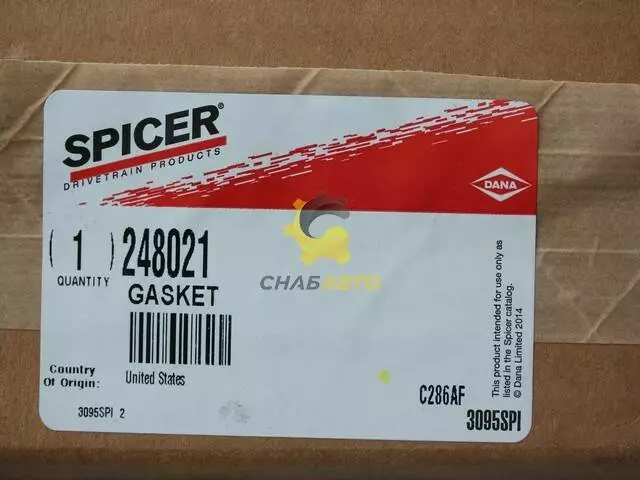 SPICER®
DRIVETRAIN PRODUCTS
DANA
( 1 ) 248021
QUANTITY
GASKET
СНАБАВТО
Country
Of Origin:
United States
3095SPI 2
C286AF
3095SPI
This product intended for use only as
listed in the Spicer catalog.
© Dana Limited 2014